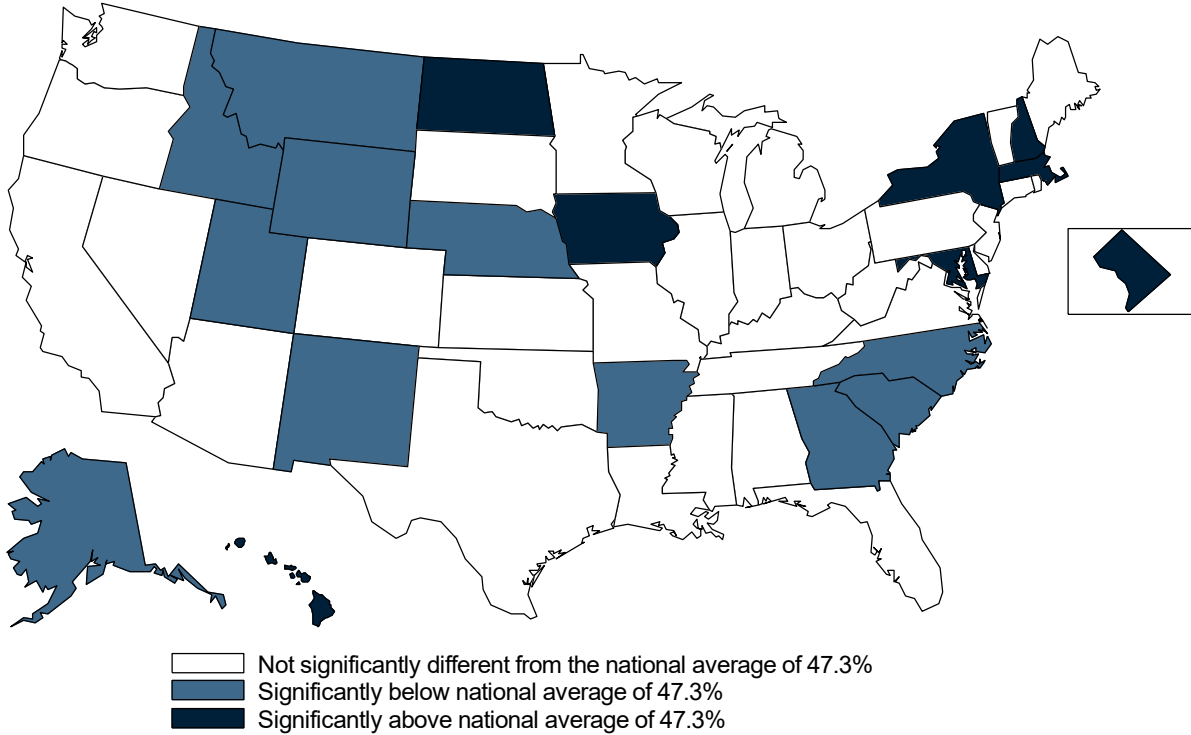 Not significantly different from the national average of 47.3%
Significantly below national average of 47.3%
Significantly above national average of 47.3%